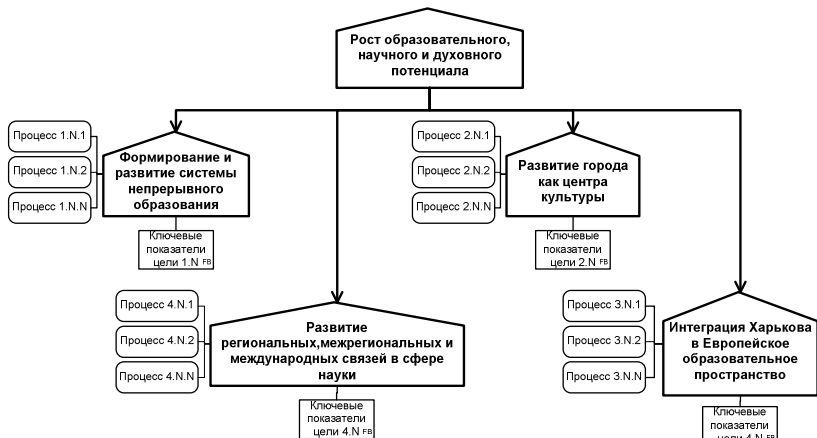 Рост образовательного,
научного и духовного
потенциала
Процесс 1.N.1
Процесс 1.N.2
Процесс 1.N.N
Формирование и
развитие системы
непрерывного
образования
Ключевые
показатели
цели 1.N FB
Процесс 2.N.1
Процесс 2.N.2
Процесс 2.N.N
Развитие города
как центра
культуры
Ключевые
показатели
цели 2.N FB
Процесс 4.N.1
Процесс 4.N.2
Процесс 4.N.N
Развитие
региональных,межрегиональных и
международных связей в сфере
науки
Ключевые
показатели
цели 4.N FB
Процесс 3.N.1
Процесс 3.N.2
Процесс 3.N.N
Интеграция Харькова
в Европейское
образовательное
пространство
Ключевые
показатели
цели 4.N FB